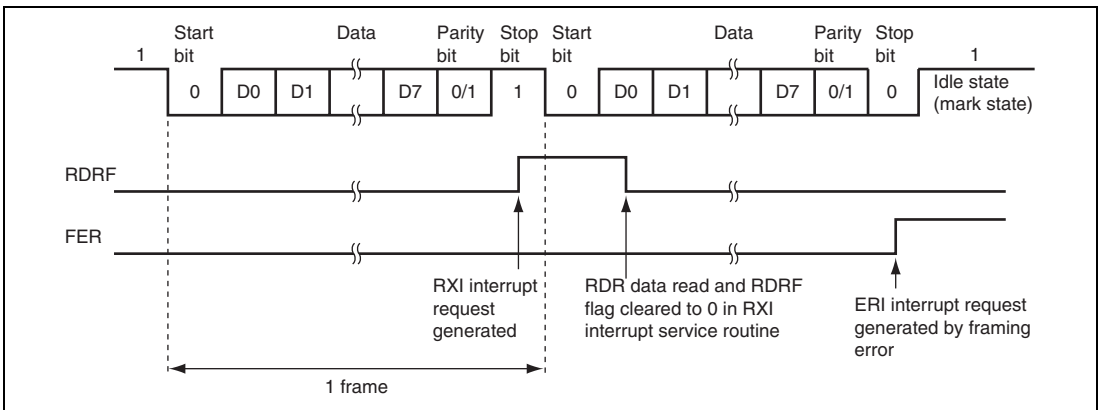 Start Data Parity Stop Start Data Parity Stop
1 bit bit bit bit bit bit 1
0 D0 D1 D7 0/1 1 0 D0 D1 D7 0/1 0 Idle state
(mark state)
RDRF
FER
RXI interrupt
request
generated
RDR data read and RDRF
flag cleared to 0 in RXI
interrupt service routine
ERI interrupt request
generated by framing
error
1 frame